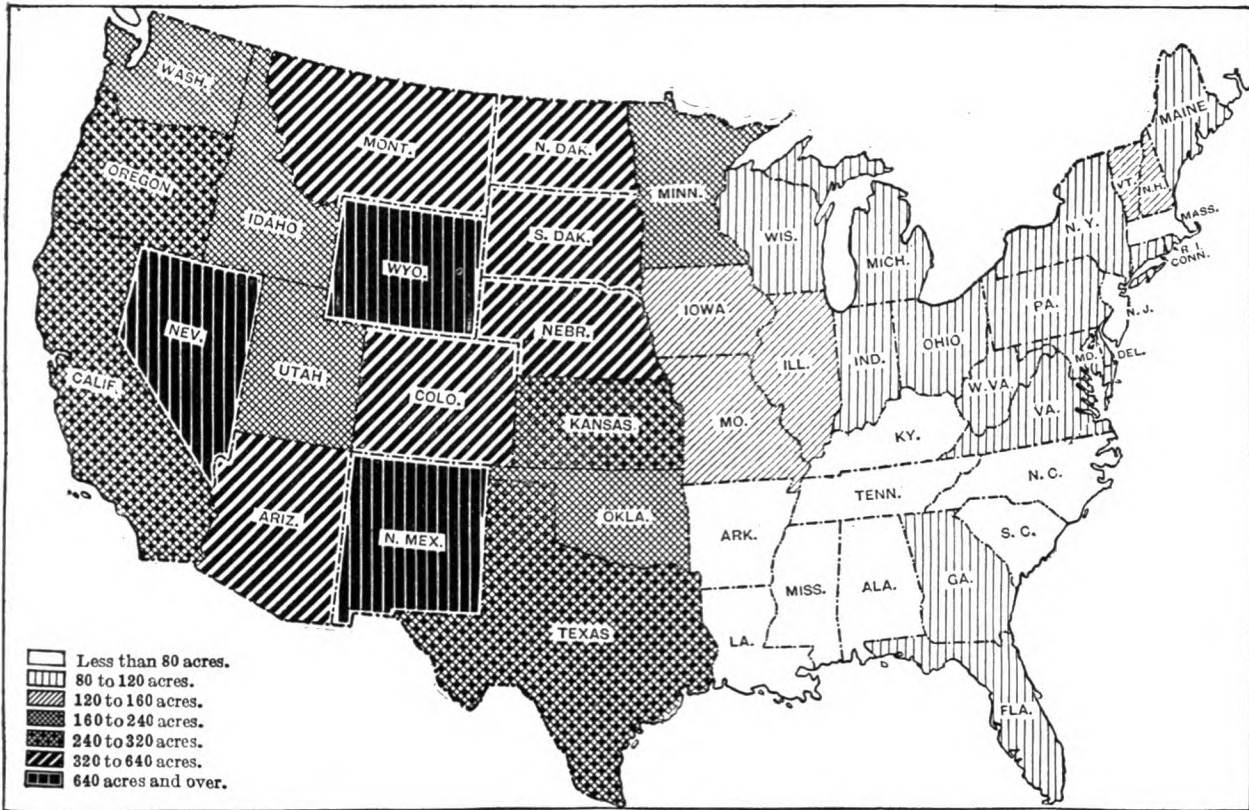 WASH.
MONT.
N. DAK.
MINN.
MAINE
OREGON
IDAHO
WYO.
S. DAK.
WIS.
MICH.
N. Y.
VT.
N.H.
MASS.
R. I.
CONN.
NEV.
NEBR.
IOWA
PA.
N. J.
CALIF.
UTAH
COLO.
KANSAS.
MO.
ILL.
IND.
OHIO
W. VA.
MD.
DEL.
VA.
KY.
ARIZ.
N. MEX.
OKLA.
ARK.
TENN.
N. C.
S. C.
TEXAS
LA.
MISS.
ALA.
GA.
FLA.
Less than 80 acres.
80 to 120 acres.
120 to 160 acres.
160 to 240 acres.
240 to 320 acres.
320 to 640 acres.
640 acres and over.